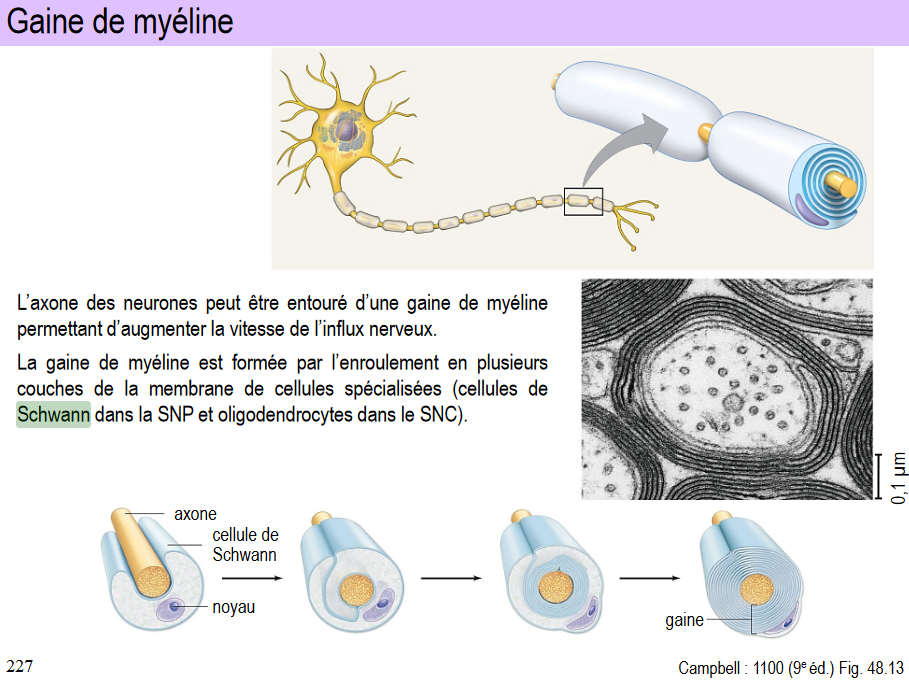 Gaine de myéline
L’axone des neurones peut être entouré d’une gaine de myéline
permettant d’augmenter la vitesse de l’influx nerveux.
La gaine de myéline est formée par l’enroulement en plusieurs
couches de la membrane de cellules spécialisées (cellules de
Schwann dans la SNP et oligodendrocytes dans le SNC).
0,1 µm
axone
cellule de
Schwann
noyau
gaine
227
Campbell : 1100 (9e éd.) Fig. 48.13